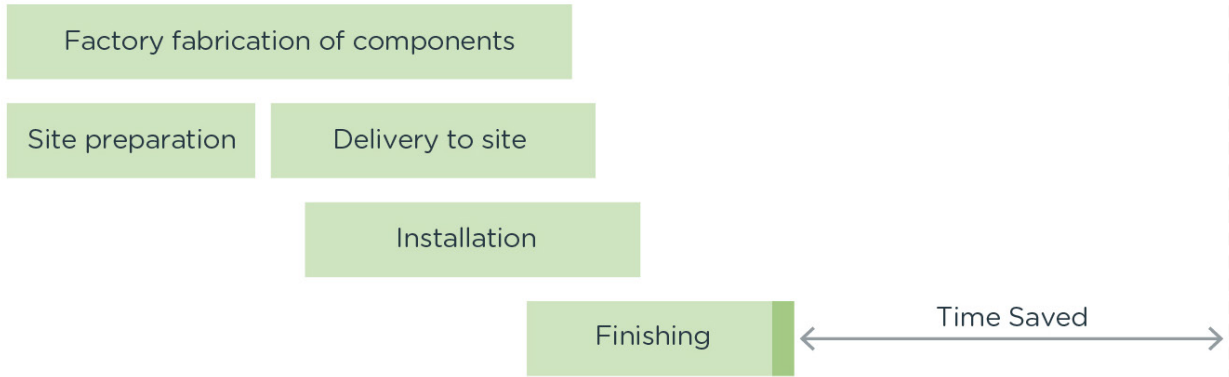 Factory fabrication of components
Site preparation
Delivery to site
Installation
Finishing
Time Saved